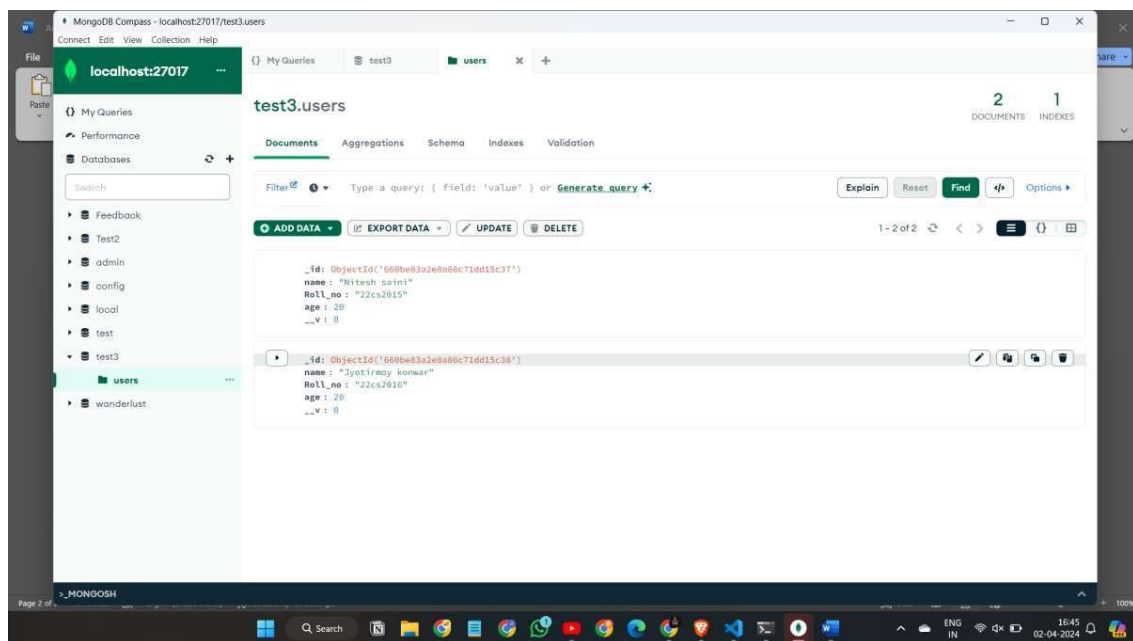 MongoDB Compass - localhost:27017/test3.users
Connect Edit View Collection Help
File
Paste
localhost:27017 ...
{} My Queries
Performance
Databases
Search
Feedback
Test2
admin
config
local
test
test3
users
wanderlust
{} My Queries test3 users
test3.users
2 DOCUMENTS 1 INDEXES
Documents Aggregations Schema Indexes Validation
Filter Type a query: { field: 'value' } or Generate query
Explain Reset Find </> Options
ADD DATA EXPORT DATA UPDATE DELETE
1 - 2 of 2 {}
_id: ObjectId('660be83a2e8a86c71dd15c37')
name : "Nitesh saini"
Roll_no : "22cs2015"
age : 20
__v : 0
_id: ObjectId('660be83a2e8a86c71dd15c38')
name : "Jyotirmoy konwar"
Roll_no : "22cs2016"
age : 20
__v : 0
>_MONGOSH
Page 2 of
100%
Search
ENG
IN
16:45
02-04-2024